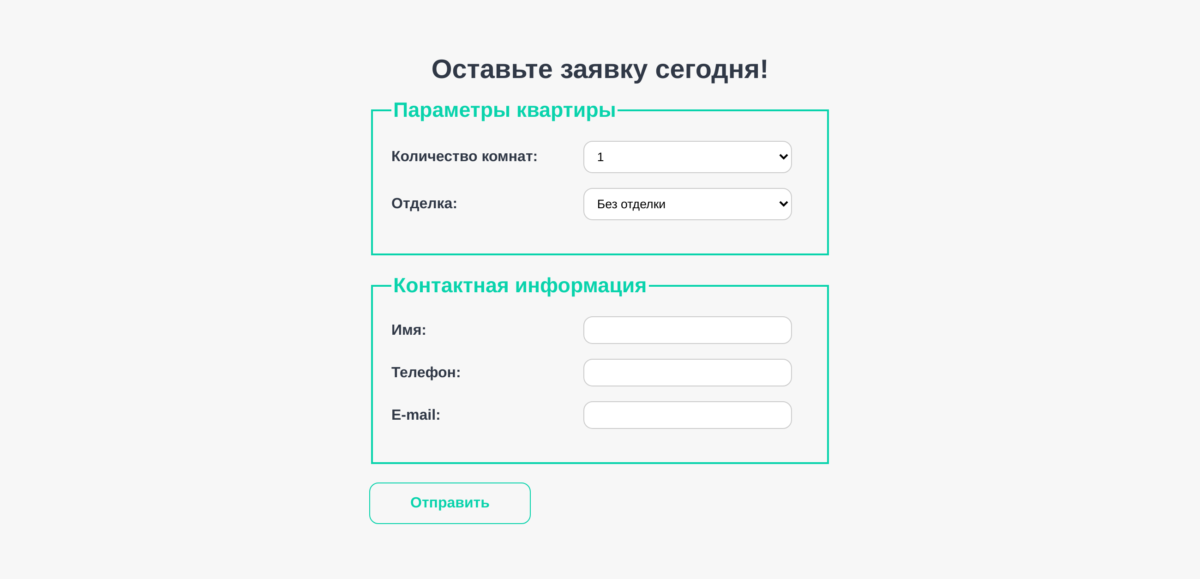 Оставьте заявку сегодня!
Параметры квартиры
Количество комнат: 1
Отделка: Без отделки
Контактная информация
Имя:
Телефон:
E-mail:
Отправить